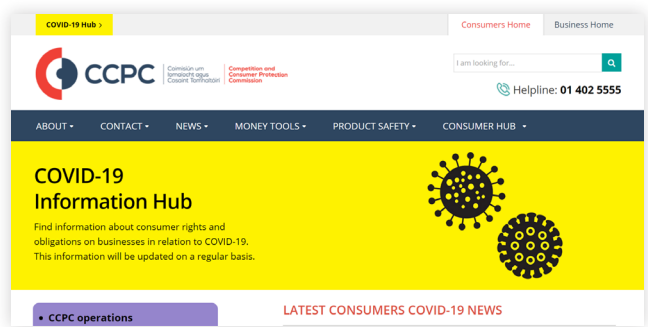 COVID-19 Hub >
Consumers Home
Business Home
CCPC
Coimisiún um
Iomaíocht agus
Cosaint Tomhaltóirí
Competition and
Consumer Protection
Commission
I am looking for...
Helpline: 01 402 5555
ABOUT
CONTACT
NEWS
MONEY TOOLS
PRODUCT SAFETY
CONSUMER HUB
COVID-19
Information Hub
Find information about consumer rights and
obligations on businesses in relation to COVID-19.
This information will be updated on a regular basis.
• CCPC operations
LATEST CONSUMERS COVID-19 NEWS